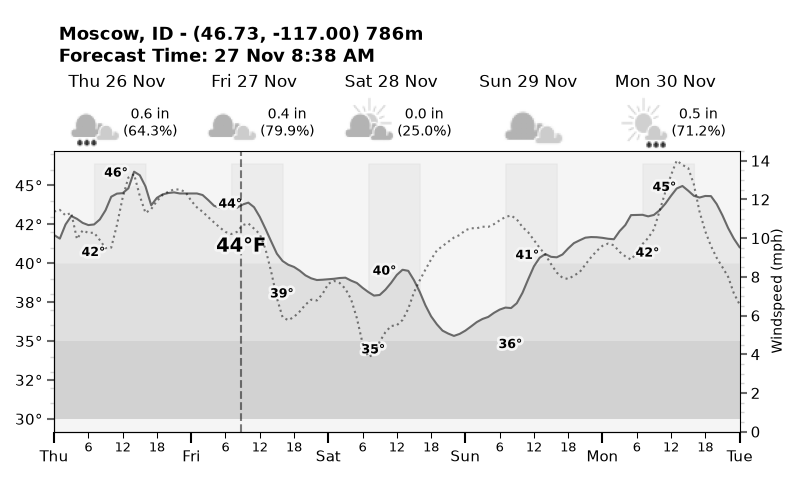 Moscow, ID - (46.73, -117.00) 786m
Forecast Time: 27 Nov 8:38 AM
Thu 26 Nov Fri 27 Nov Sat 28 Nov Sun 29 Nov Mon 30 Nov
0.6 in 0.4 in 0.0 in 0.5 in
(64.3%) (79.9%) (25.0%) (71.2%)
46° 44° 42° 44°F 39° 40° 35° 41° 36° 45° 42°
45°
42°
40°
38°
35°
32°
30°
14
12
10
8
6
4
2
0
Windspeed (mph)
6 12 18 6 12 18 6 12 18 6 12 18 6 12 18
Thu Fri Sat Sun Mon Tue